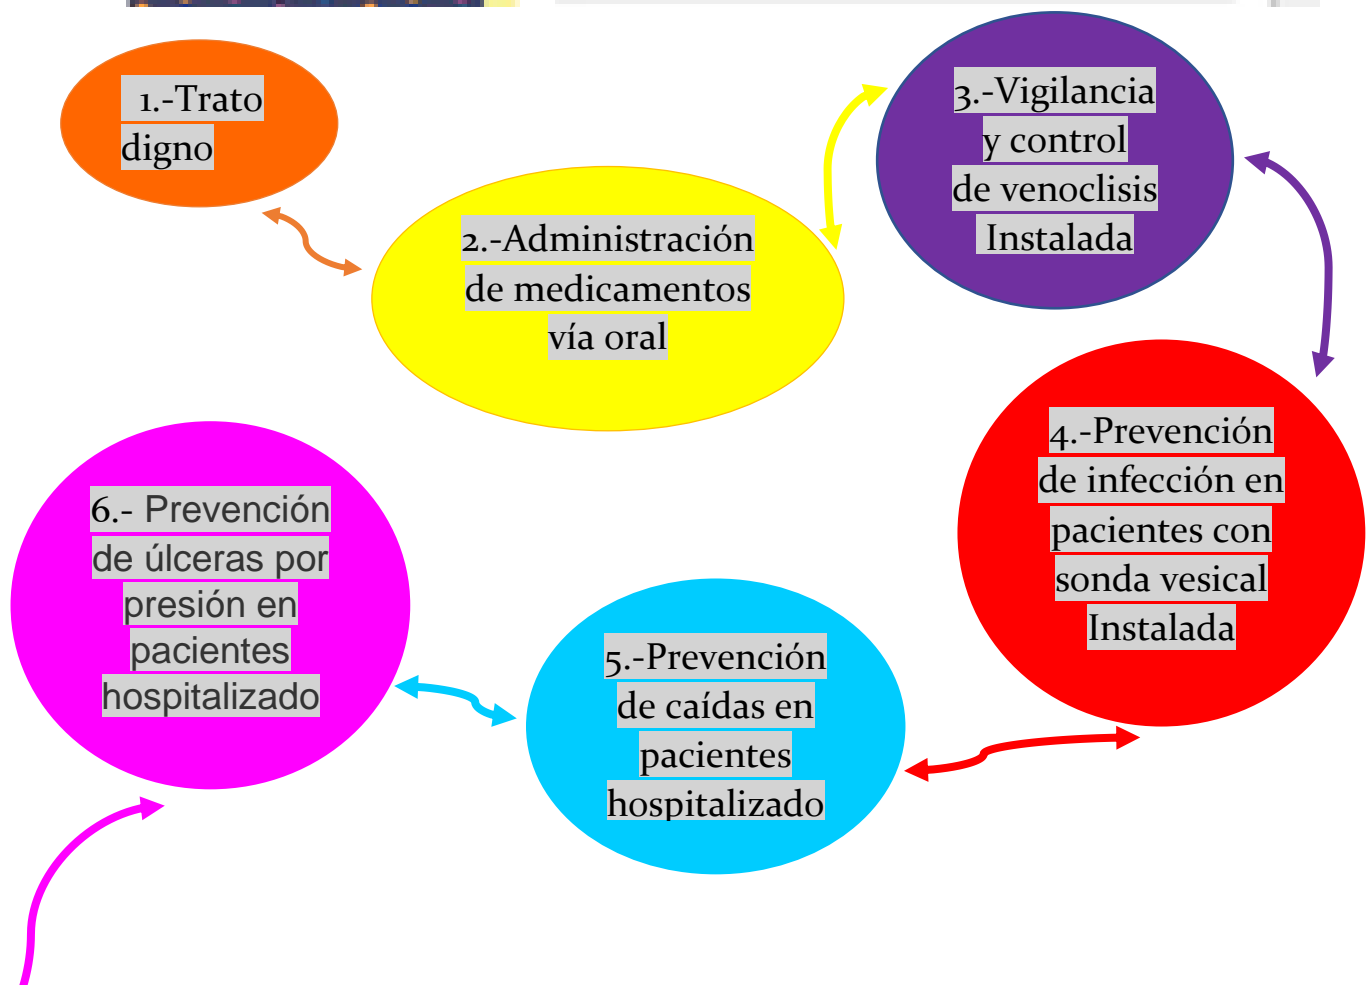 1.-Trato
digno
2.-Administración
de medicamentos
vía oral
3.-Vigilancia
y control
de venoclisis
Instalada
4.-Prevención
de infección en
pacientes con
sonda vesical
Instalada
5.-Prevención
de caídas en
pacientes
hospitalizado
6.- Prevención
de úlceras por
presión en
pacientes
hospitalizado